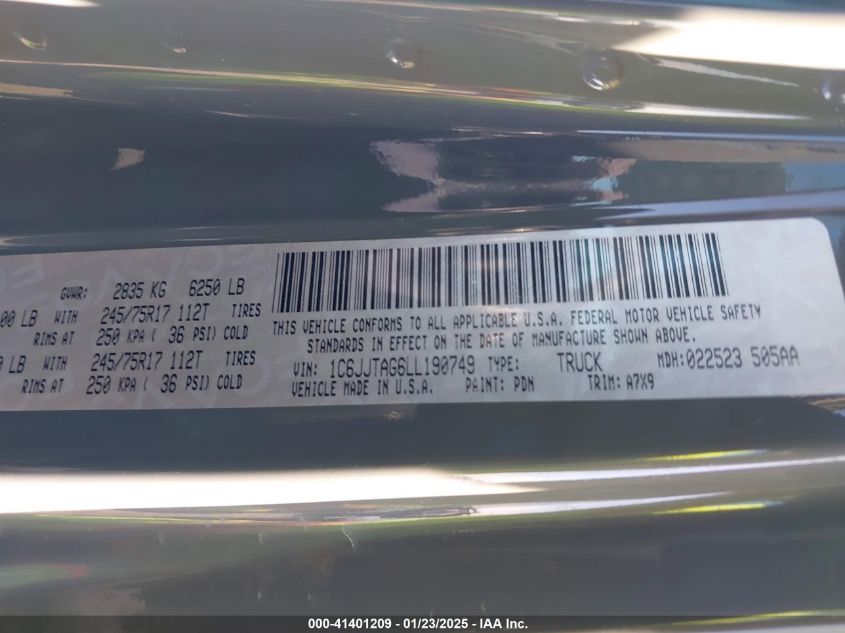 GVWR: 2835 KG 6250 LB
00 LB WITH 245/75R17 112T TIRES
RIMS AT 250 KPA ( 36 PSI) COLD
LB WITH 245/75R17 112T TIRES
RIMS AT 250 KPA ( 36 PSI) COLD
THIS VEHICLE CONFORMS TO ALL APPLICABLE U.S.A. FEDERAL MOTOR VEHICLE SAFETY
STANDARDS IN EFFECT ON THE DATE OF MANUFACTURE SHOWN ABOVE.
VIN: 1C6JJTAG6LL190749 TYPE: TRUCK MDH:022523 505AA
VEHICLE MADE IN U.S.A. PAINT: PDN TRIM: A7X9
000-41401209 - 01/23/2025 - IAA Inc.